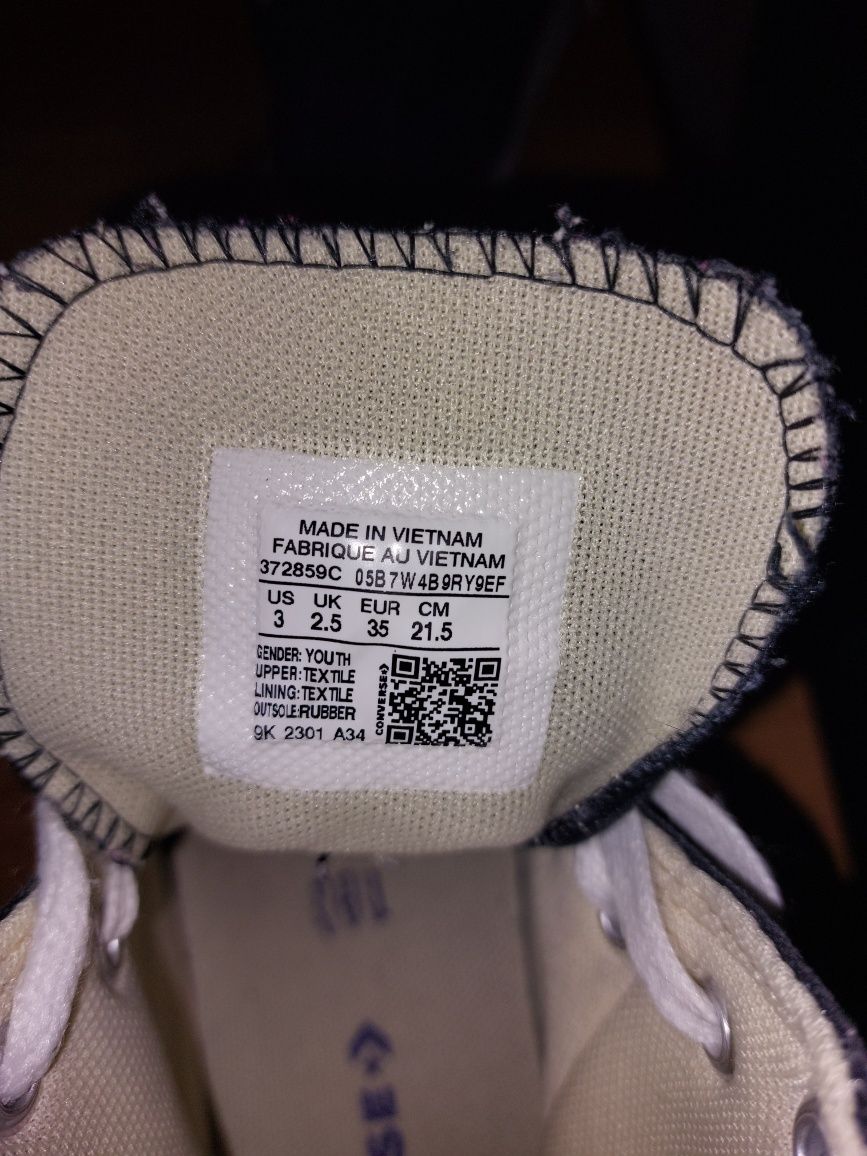 MADE IN VIETNAM
FABRIQUE AU VIETNAM
372859C 05B7W4B9RY9EF
US UK EUR CM
3 2.5 35 21.5
GENDER: YOUTH
UPPER: TEXTILE
LINING: TEXTILE
OUTSOLE: RUBBER
CONVERSE
9K 2301 A34
SE